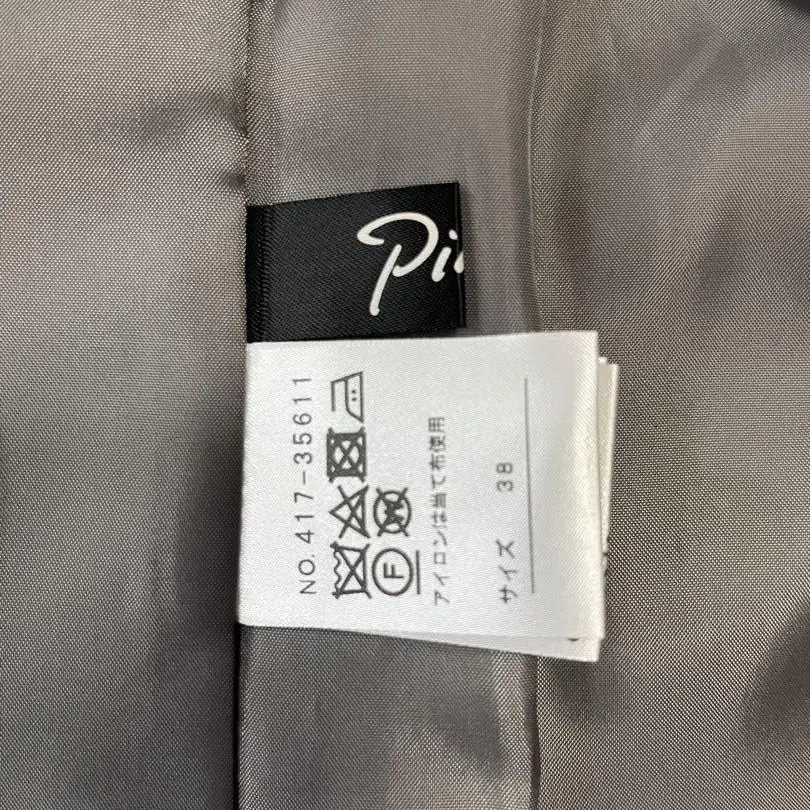 Pi
NO.417-35611
F
W
アイロンは当て布使用
サイズ 38